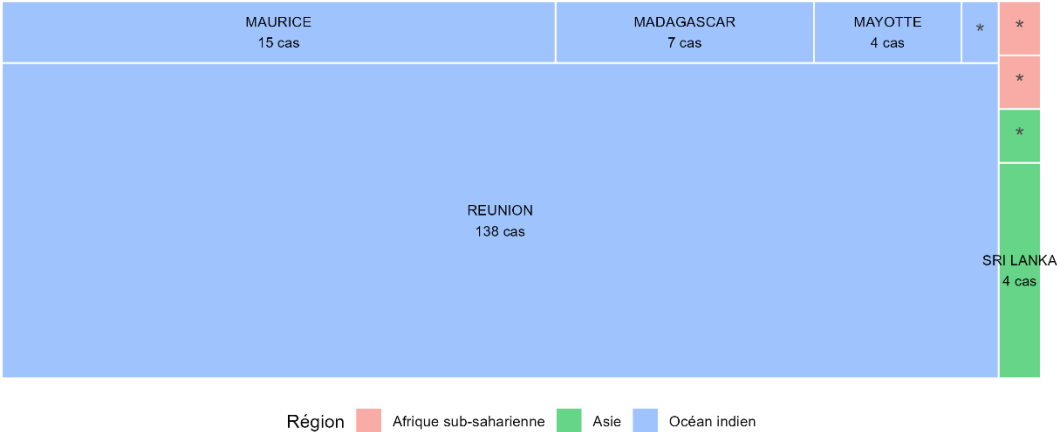 MAURICE
15 cas
MADAGASCAR
7 cas
MAYOTTE
4 cas
*
*
*
*
REUNION
138 cas
SRI LANKA
4 cas
Région
Afrique sub-saharienne
Asie
Océan indien